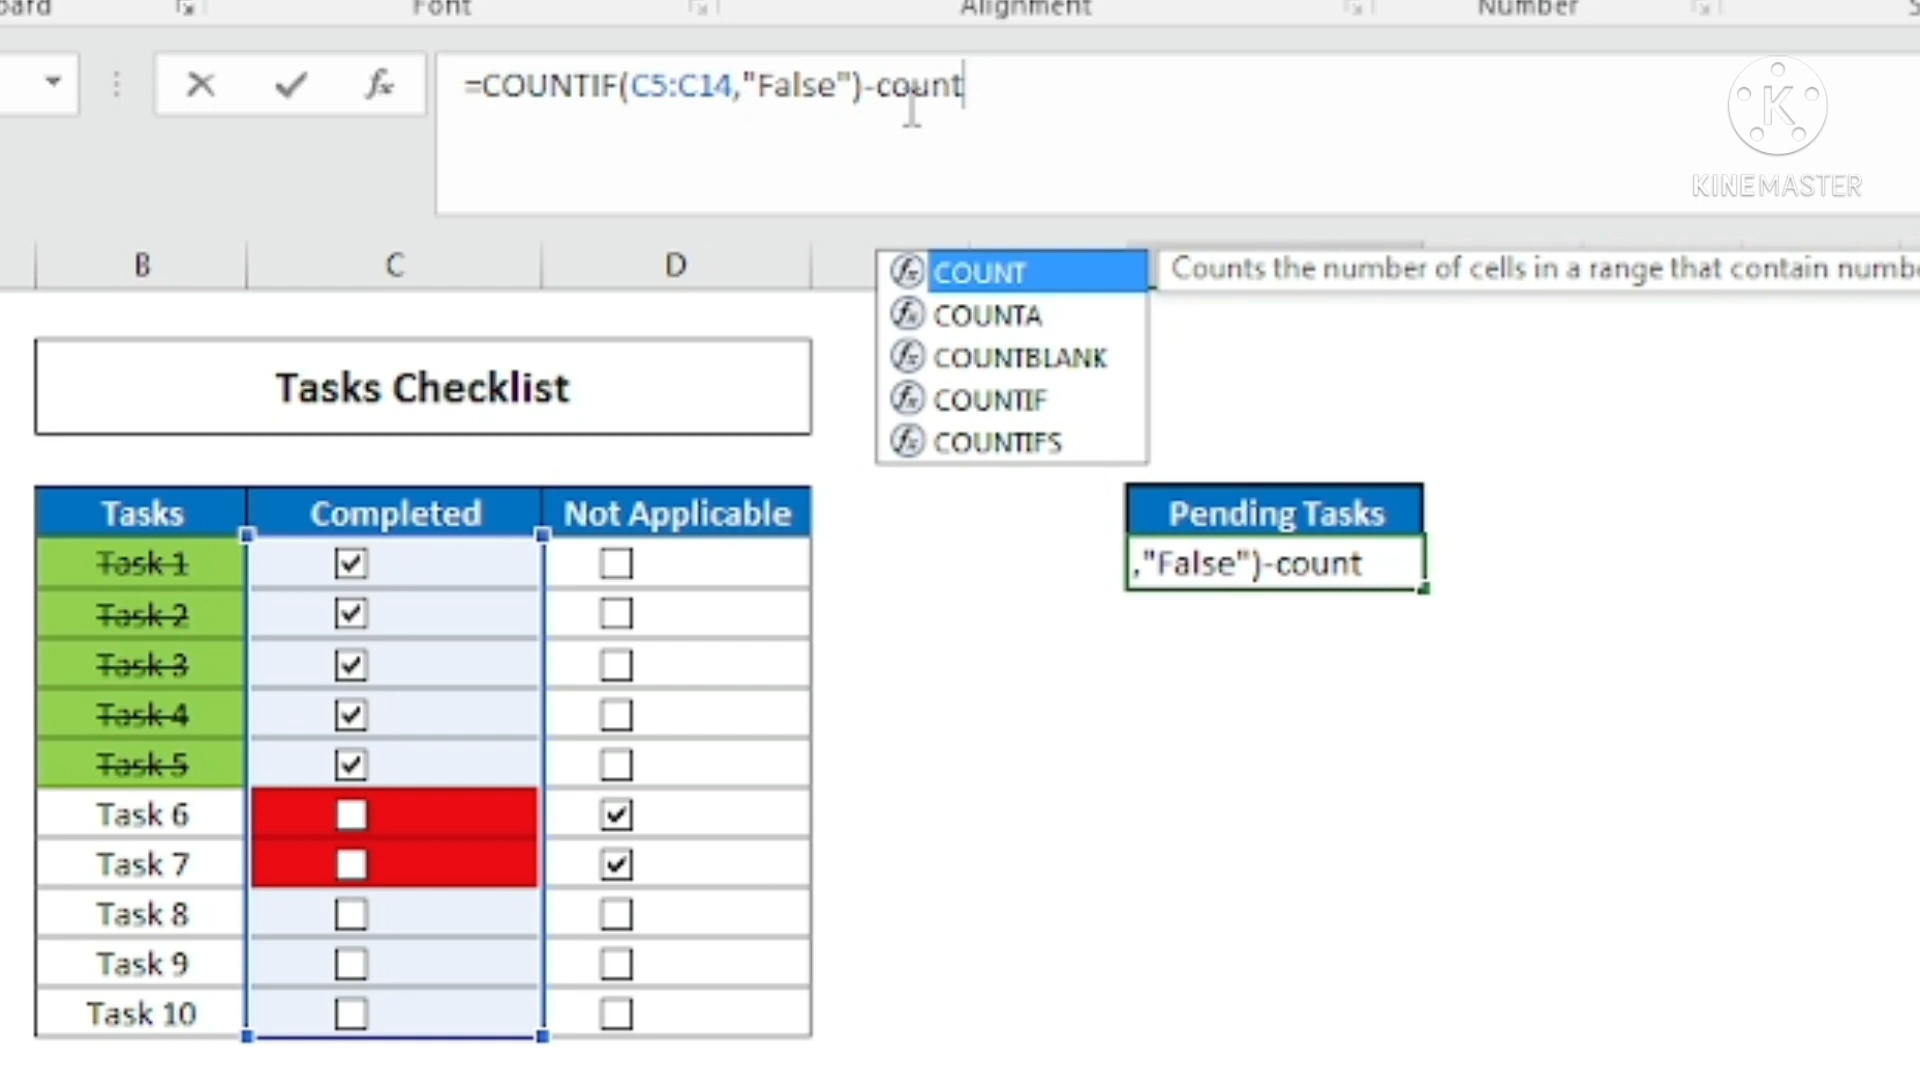 Font Alignment Number
=COUNTIF(C5:C14,"False")-count
KINEMASTER
B C D
COUNT
Counts the number of cells in a range that contain
COUNTA
COUNTBLANK
COUNTIF
COUNTIFS
Tasks Checklist
Tasks Completed Not Applicable
Pending Tasks
,"False")-count
Task 1
Task 2
Task 3
Task 4
Task 5
Task 6
Task 7
Task 8
Task 9
Task 10